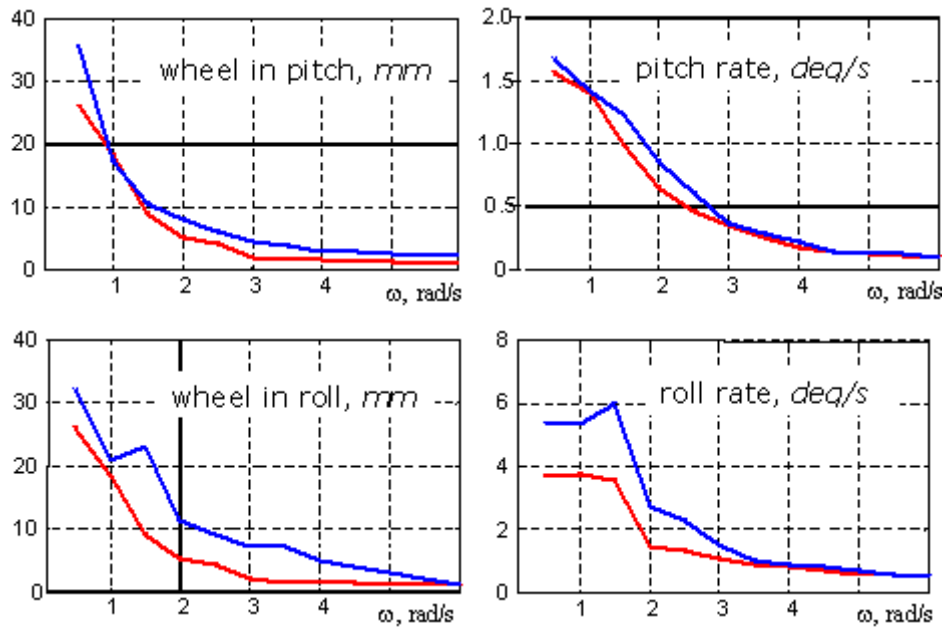 40
30
wheel in pitch, mm
20
10
0
1 2 3 4
ω, rad/s
2.0
pitch rate, deq/s
1.5
1.0
0.5
0
1 2 3 4
ω, rad/s
40
30
wheel in roll, mm
20
10
0
1 2 3 4
ω, rad/s
8
roll rate, deq/s
6
4
2
0
1 2 3 4
ω, rad/s